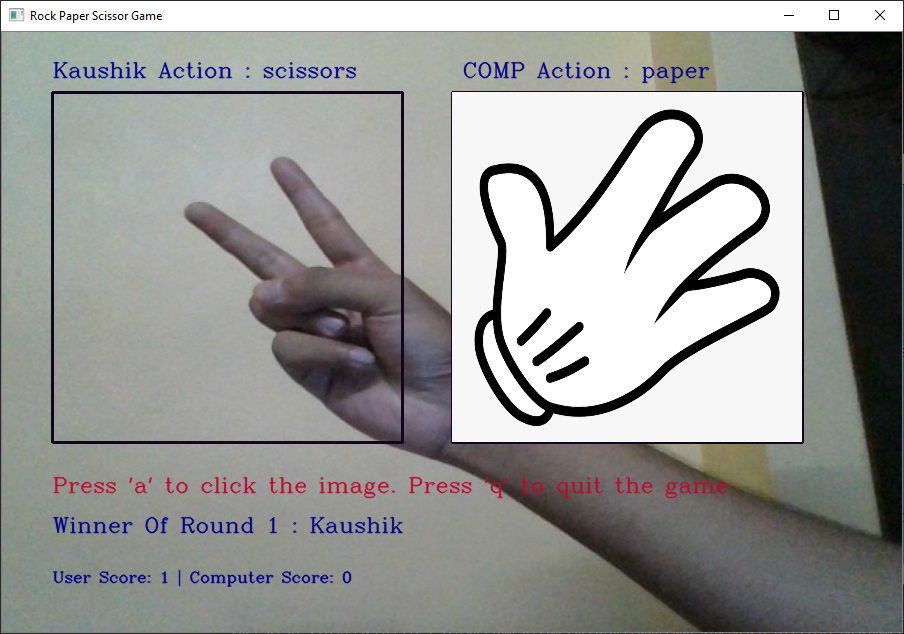 Rock Paper Scissor Game
Kaushik Action : scissors
COMP Action : paper
Press 'a' to click the image. Press 'q' to quit the game
Winner Of Round 1 : Kaushik
User Score: 1 | Computer Score: 0